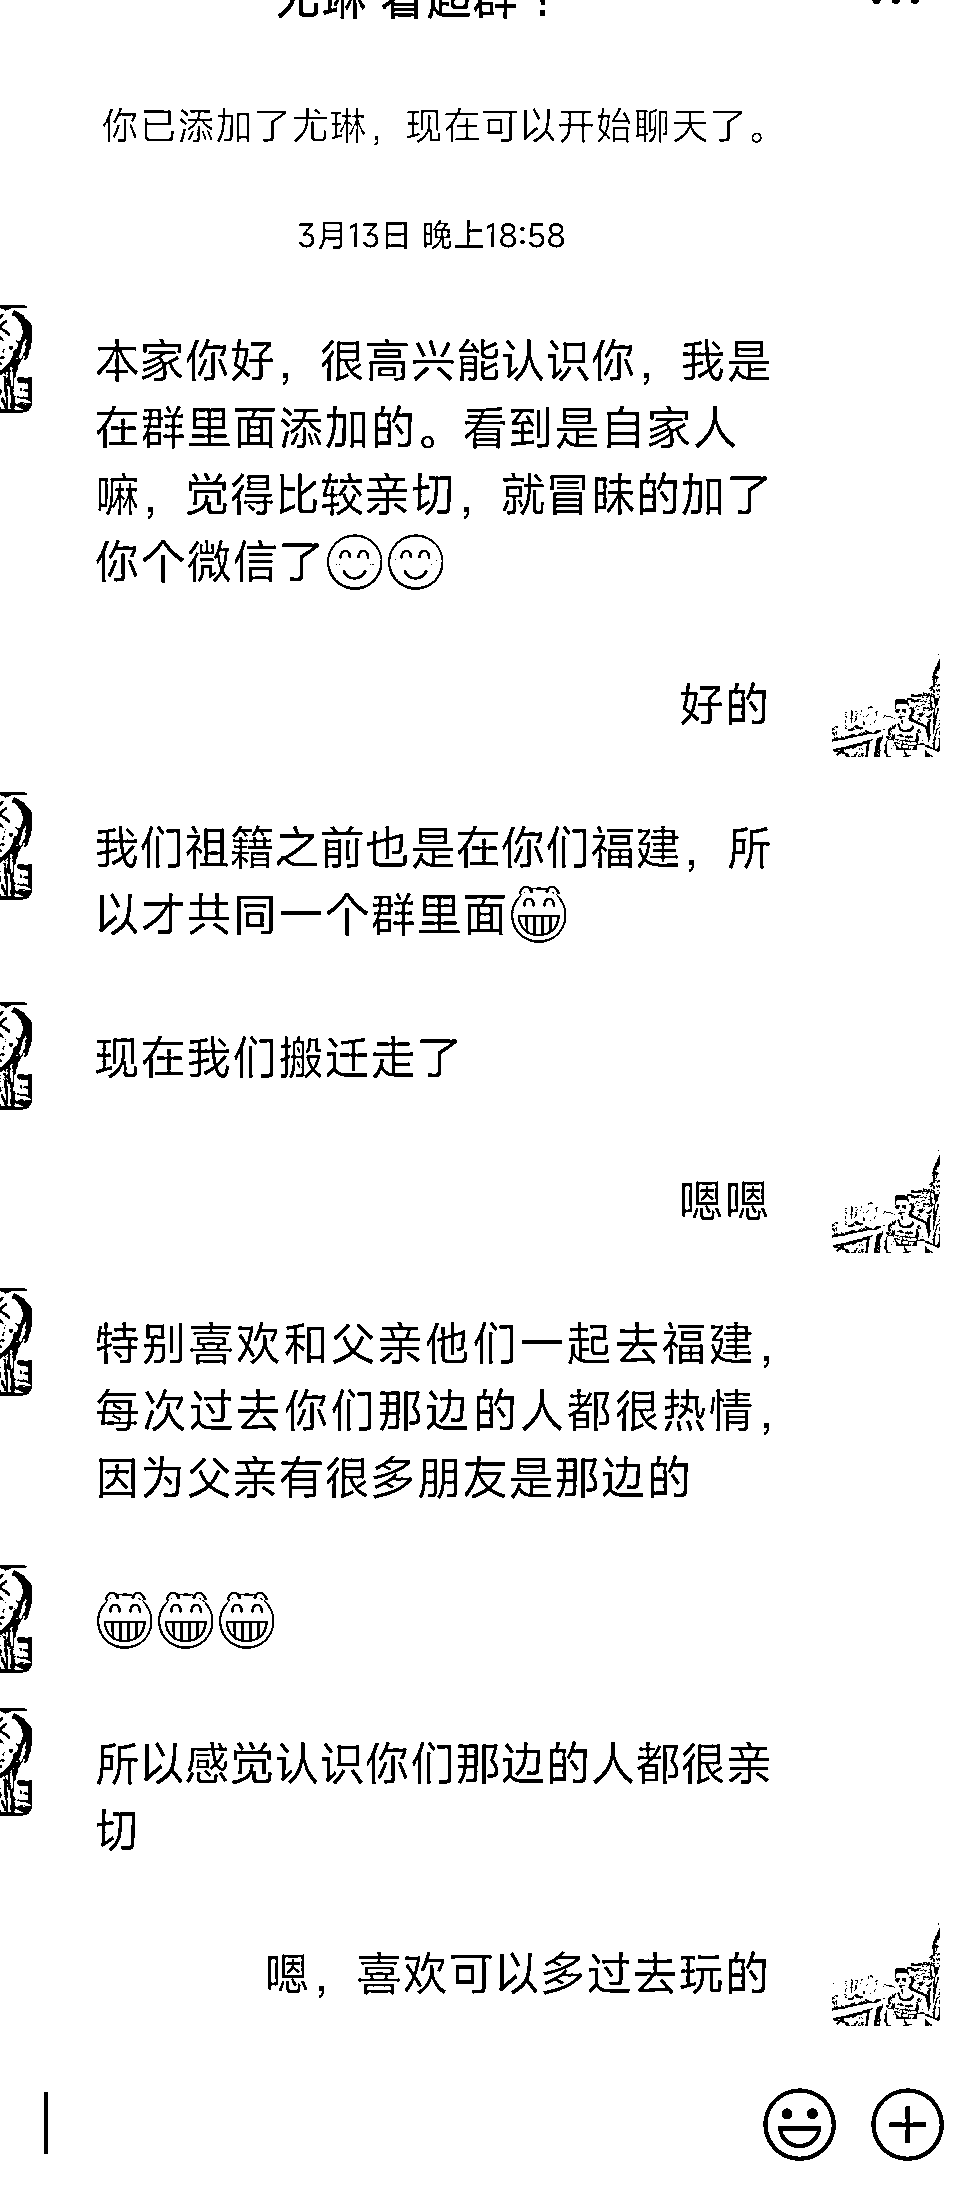 尤琳 看起群？
你已添加了尤琳，现在可以开始聊天了。
3月13日 晚上18:58
本家你好，很高兴能认识你，我是
在群里面添加的。看到是自家人
嘛，觉得比较亲切，就冒昧的加了
你个微信了😊😊
好的
我们祖籍之前也是在你们福建，所
以才共同一个群里面😁
现在我们搬迁走了
嗯嗯
特别喜欢和父亲他们一起去福建，
每次过去你们那边的人都很热情，
因为父亲有很多朋友是那边的
😁😁😁
所以感觉认识你们那边的人都很亲
切
嗯，喜欢可以多过去玩的